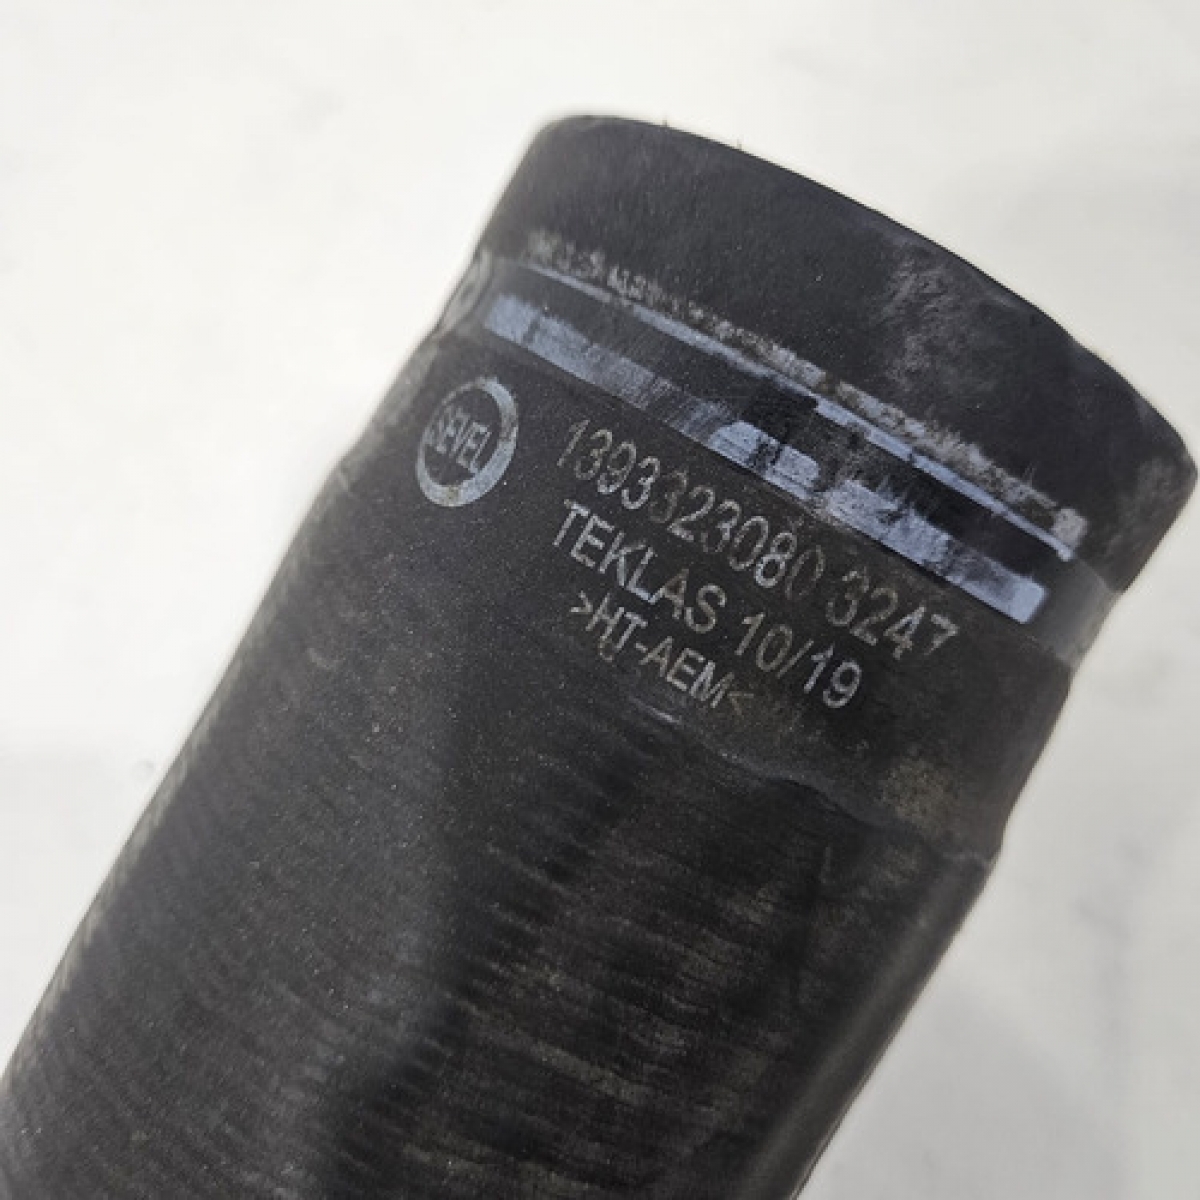 SEVEL
1393323080 3247
TEKLAS 10/19
>HT-AEM<